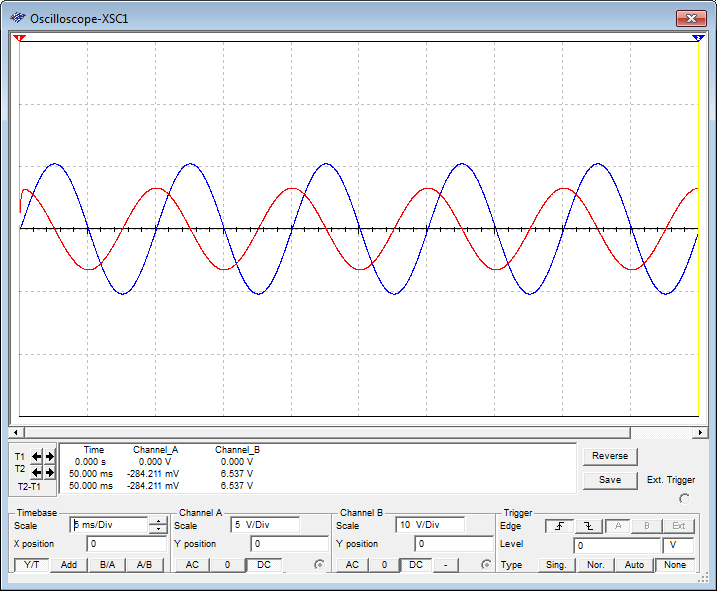 Oscilloscope-XSC1
Time Channel_A Channel_B
T1 0.000 s 0.000 V 0.000 V
T2 50.000 ms -284.211 mV 6.537 V
T2-T1 50.000 ms -284.211 mV 6.537 V
Reverse
Save
Ext. Trigger
Timebase
Scale 5 ms/Div
X position 0
Y/T Add B/A A/B
Channel A
Scale 5 V/Div
Y position 0
AC 0 DC
Channel B
Scale 10 V/Div
Y position 0
AC 0 DC -
Trigger
Edge A B Ext
Level 0 V
Type Sing. Nor. Auto None